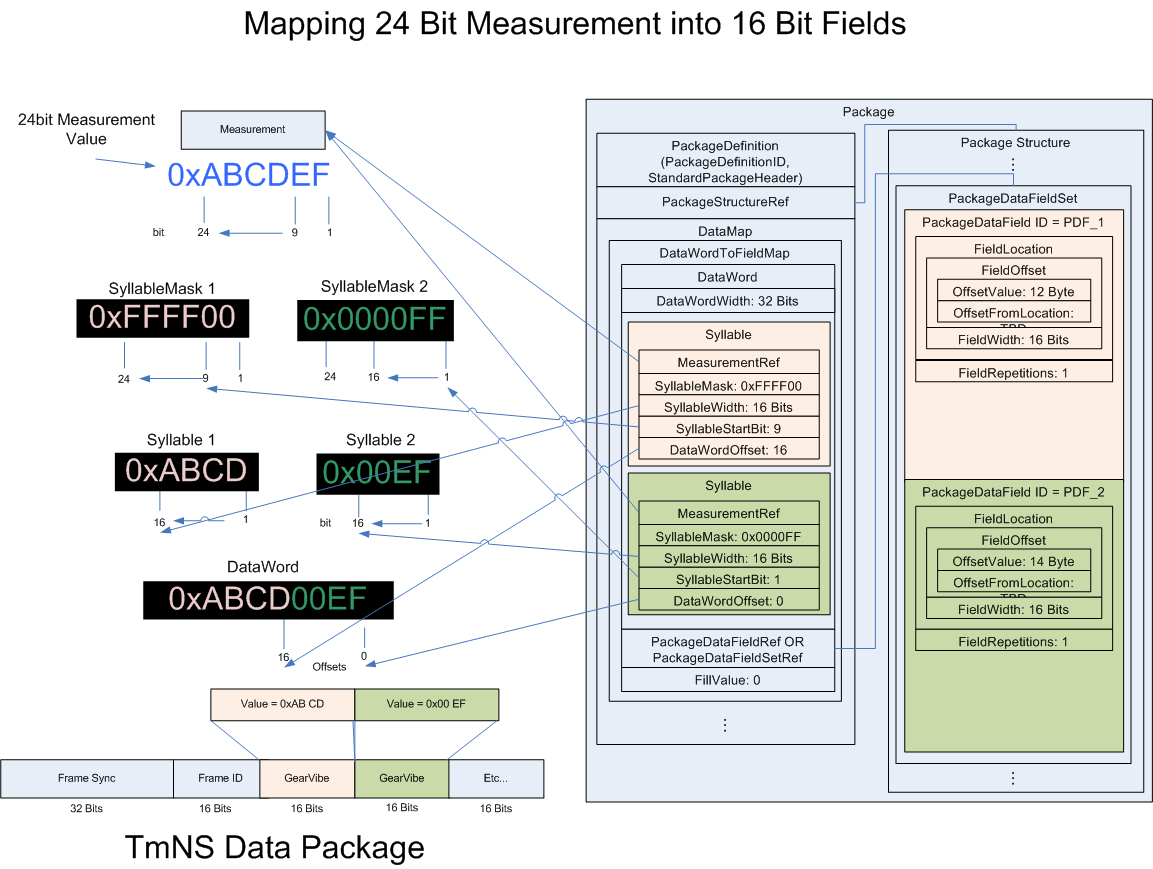 Mapping 24 Bit Measurement into 16 Bit Fields
24bit Measurement
Value
Measurement
0xABCDEF
bit
24
9
1
SyllableMask 1
0xFFFF00
24
9
1
SyllableMask 2
0x0000FF
24
16
1
Syllable 1
0xABCD
16
1
Syllable 2
0x00EF
bit
16
1
DataWord
0xABCD00EF
16
0
Offsets
Value = 0xAB CD
Value = 0x00 EF
Frame Sync
Frame ID
GearVibe
GearVibe
Etc...
32 Bits
16 Bits
16 Bits
16 Bits
16 Bits
TmNS Data Package
Package
PackageDefinition
(PackageDefinitionID,
StandardPackageHeader)
PackageStructureRef
DataMap
DataWordToFieldMap
DataWord
DataWordWidth: 32 Bits
Syllable
MeasurementRef
SyllableMask: 0xFFFF00
SyllableWidth: 16 Bits
SyllableStartBit: 9
DataWordOffset: 16
Syllable
MeasurementRef
SyllableMask: 0x0000FF
SyllableWidth: 16 Bits
SyllableStartBit: 1
DataWordOffset: 0
PackageDataFieldRef OR
PackageDataFieldSetRef
FillValue: 0
Package Structure
PackageDataFieldSet
PackageDataField ID = PDF_1
FieldLocation
FieldOffset
OffsetValue: 12 Byte
OffsetFromLocation:
FieldWidth: 16 Bits
FieldRepetitions: 1
PackageDataField ID = PDF_2
FieldLocation
FieldOffset
OffsetValue: 14 Byte
OffsetFromLocation:
FieldWidth: 16 Bits
FieldRepetitions: 1